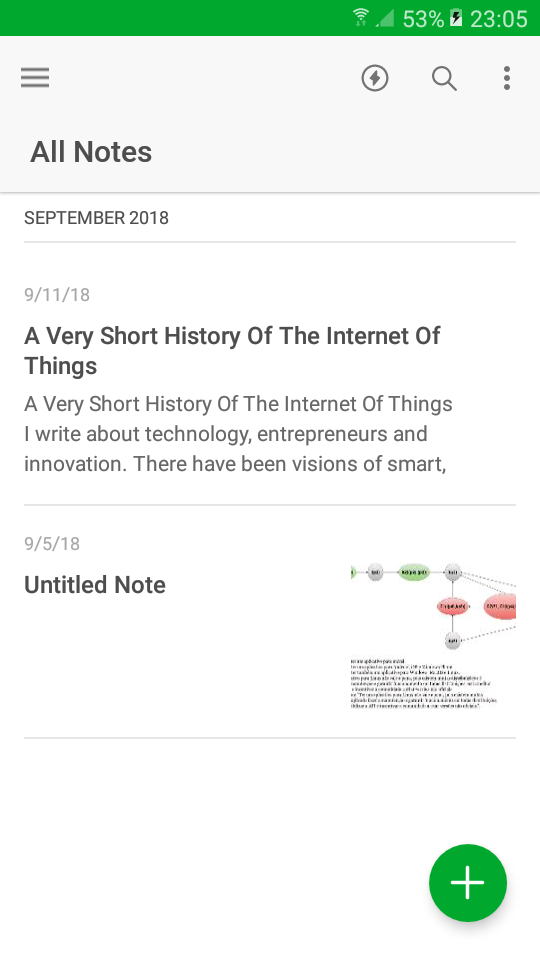 53% 23:05
All Notes
SEPTEMBER 2018
9/11/18
A Very Short History Of The Internet Of
Things
A Very Short History Of The Internet Of Things
I write about technology, entrepreneurs and
innovation. There have been visions of smart,
9/5/18
Untitled Note